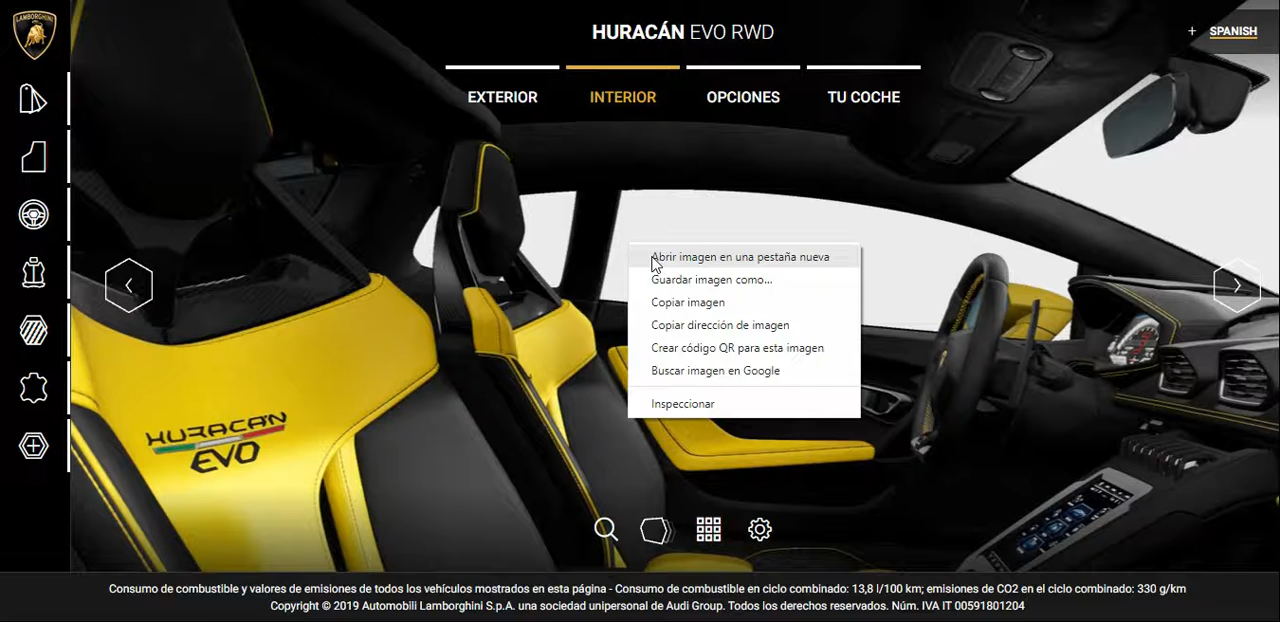 LAMBORGHINI
HURACÁN EVO RWD
+ SPANISH
EXTERIOR
INTERIOR
OPCIONES
TU COCHE
Abrir imagen en una pestaña nueva
Guardar imagen como...
Copiar imagen
Copiar dirección de imagen
Crear código QR para esta imagen
Buscar imagen en Google
Inspeccionar
HURACÁN
EVO
Consumo de combustible y valores de emisiones de todos los vehículos mostrados en esta página - Consumo de combustible en ciclo combinado: 13,8 l/100 km; emisiones de CO2 en el ciclo combinado: 330 g/km
Copyright © 2019 Automobili Lamborghini S.p.A. una sociedad unipersonal de Audi Group. Todos los derechos reservados. Núm. IVA IT 00591801204